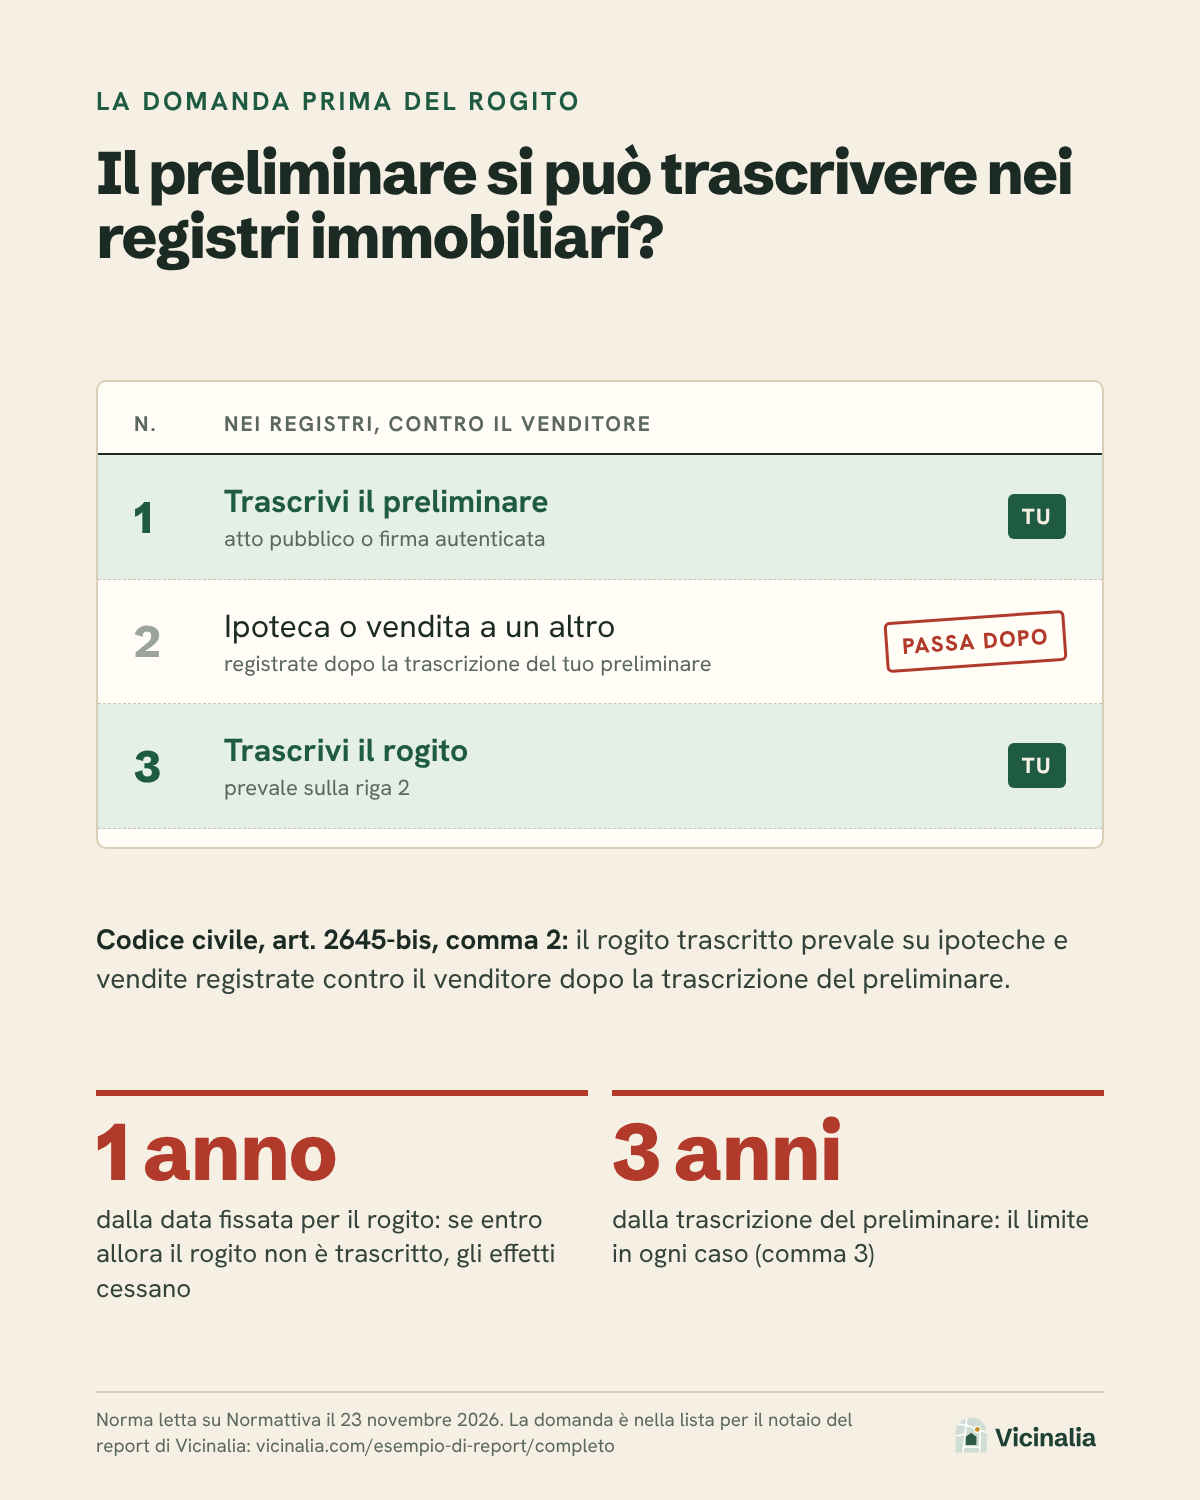 LA DOMANDA PRIMA DEL ROGITO
Il preliminare si può trascrivere nei
registri immobiliari?
N. NEI REGISTRI, CONTRO IL VENDITORE
1 Trascrivi il preliminare TU
atto pubblico o firma autenticata
2 Ipoteca o vendita a un altro PASSA DOPO
registrate dopo la trascrizione del tuo preliminare
3 Trascrivi il rogito TU
prevale sulla riga 2
Codice civile, art. 2645-bis, comma 2: il rogito trascritto prevale su ipoteche e
vendite registrate contro il venditore dopo la trascrizione del preliminare.
1 anno
dalla data fissata per il rogito: se entro
allora il rogito non è trascritto, gli effetti
cessano
3 anni
dalla trascrizione del preliminare: il limite
in ogni caso (comma 3)
Norma letta su Normattiva il 23 novembre 2026. La domanda è nella lista per il notaio del
report di Vicinalia: vicinalia.com/esempio-di-report/completo
Vicinalia